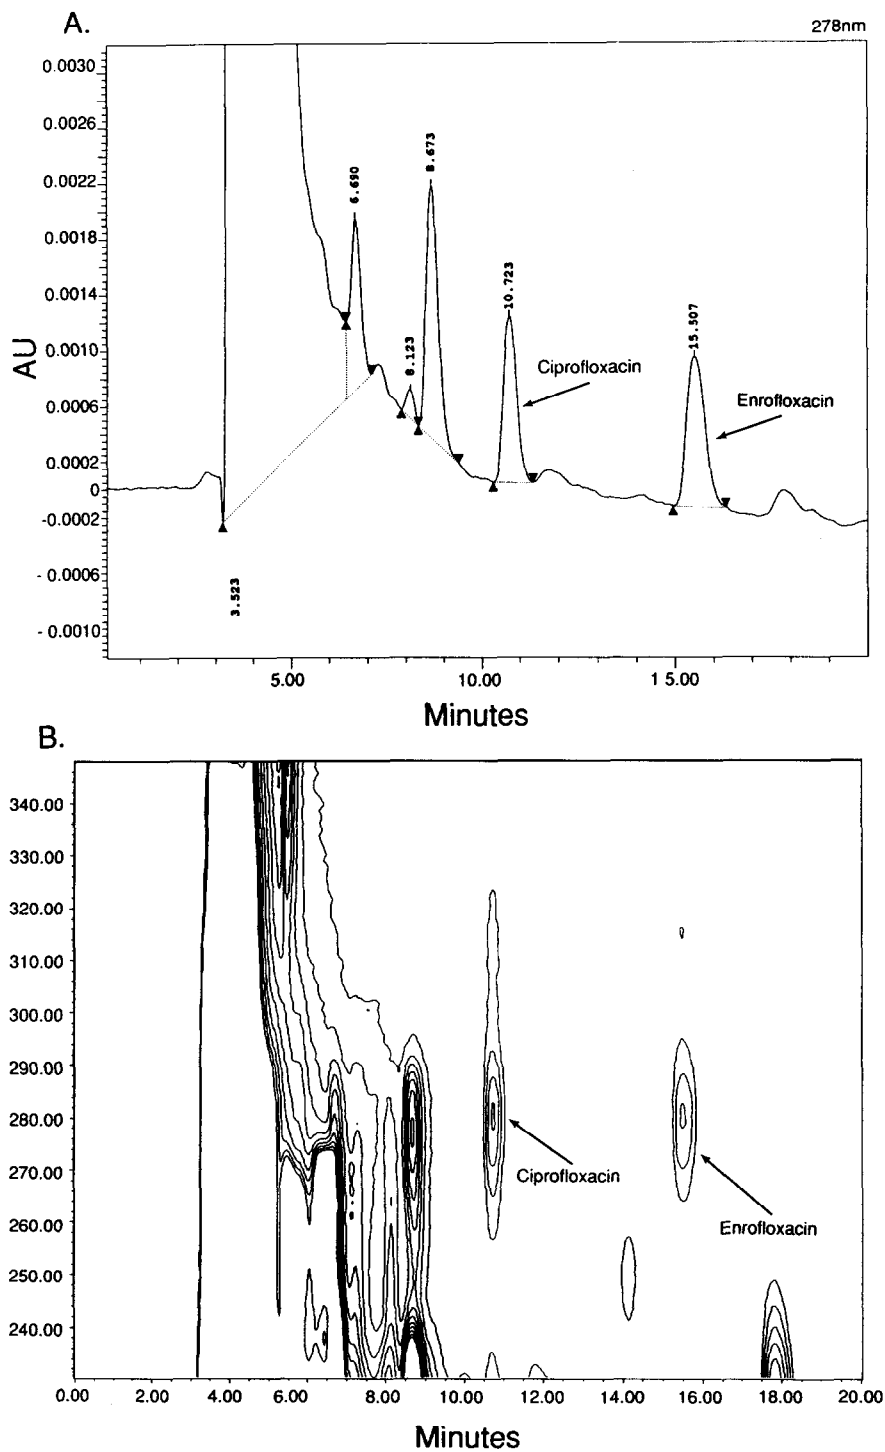 A.
278nm
0.0030
0.0026
8.673
6.690
0.0022
0.0018
10.723
0.0014
15.507
8.123
0.0010
AU
Ciprofloxacin
Enrofloxacin
0.0006
0.0002
0
-0.0002
- 0.0006
3.523
- 0.0010
5.00 10.00 15.00
Minutes
B.
340.00
330.00
320.00
310.00
300.00
290.00
280.00
270.00
Ciprofloxacin
260.00
Enrofloxacin
250.00
240.00
0.00 2.00 4.00 6.00 8.00 10.00 12.00 14.00 16.00 18.00 20.00
Minutes